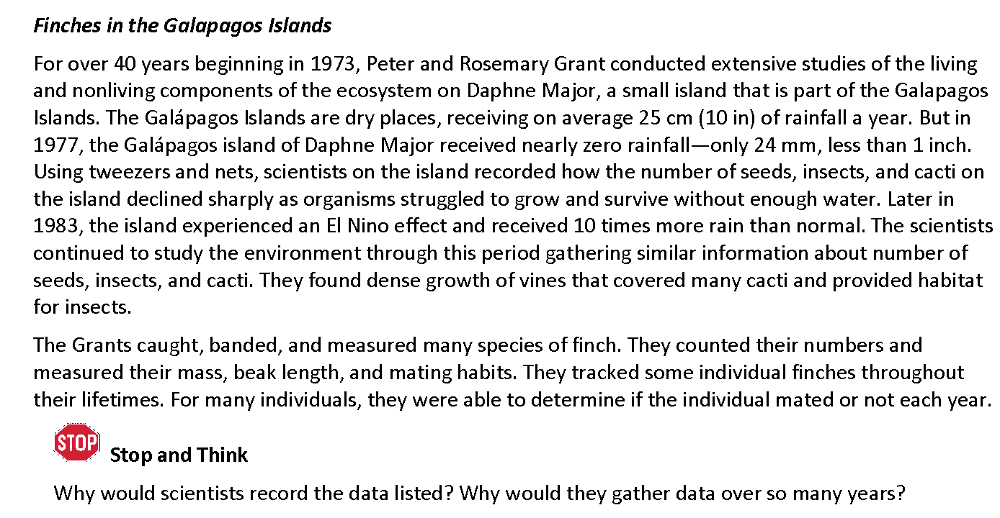 Finches in the Galapagos Islands
For over 40 years beginning in 1973, Peter and Rosemary Grant conducted extensive studies of the living
and nonliving components of the ecosystem on Daphne Major, a small island that is part of the Galapagos
Islands. The Galápagos Islands are dry places, receiving on average 25 cm (10 in) of rainfall a year. But in
1977, the Galápagos island of Daphne Major received nearly zero rainfall—only 24 mm, less than 1 inch.
Using tweezers and nets, scientists on the island recorded how the number of seeds, insects, and cacti on
the island declined sharply as organisms struggled to grow and survive without enough water. Later in
1983, the island experienced an El Nino effect and received 10 times more rain than normal. The scientists
continued to study the environment through this period gathering similar information about number of
seeds, insects, and cacti. They found dense growth of vines that covered many cacti and provided habitat
for insects.
The Grants caught, banded, and measured many species of finch. They counted their numbers and
measured their mass, beak length, and mating habits. They tracked some individual finches throughout
their lifetimes. For many individuals, they were able to determine if the individual mated or not each year.
STOP Stop and Think
Why would scientists record the data listed? Why would they gather data over so many years?